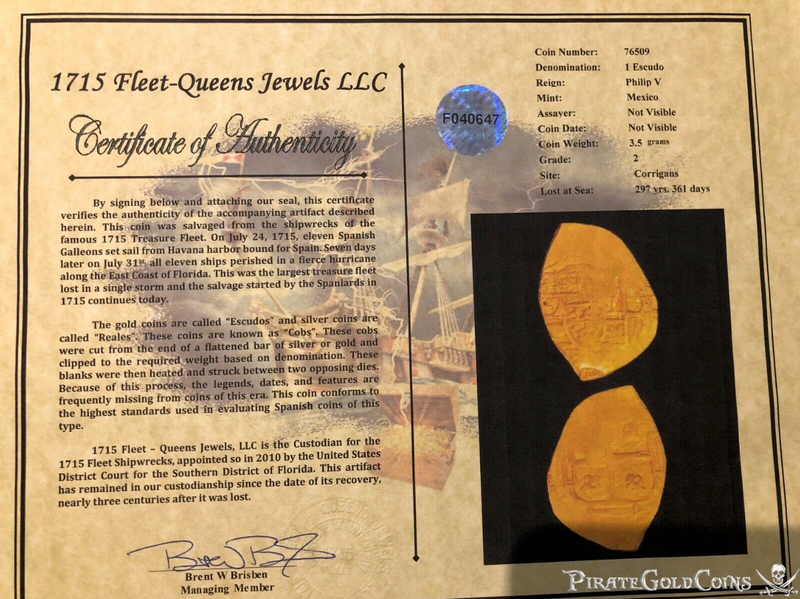 1715 Fleet-Queens Jewels LLC
Certificate of Authenticity
By signing below and attaching our seal, this certificate
verifies the authenticity of the accompanying artifact described
herein. This coin was salvaged from the shipwrecks of the
famous 1715 Treasure Fleet. On July 24, 1715, eleven Spanish
Galleons set sail from Havana harbor bound for Spain. Seven days
later on July 31st all eleven ships perished in a fierce hurricane
along the East Coast of Florida. This was the largest treasure fleet
lost in a single storm and the salvage started by the Spaniards in
1715 continues today.
The gold coins are called "Escudos" and silver coins are
called "Reales". These coins are known as "Cobs". These cobs
were cut from the end of a flattened bar of silver or gold and
clipped to the required weight based on denomination. These
blanks were then heated and struck between two opposing dies.
Because of this process, the legends, dates, and features are
frequently missing from coins of this era. This coin conforms to
the highest standards used in evaluating Spanish coins of this
type.
1715 Fleet – Queens Jewels, LLC is the Custodian for the
1715 Fleet Shipwrecks, appointed so in 2010 by the United States
District Court for the Southern District of Florida. This artifact
has remained in our custodianship since the date of its recovery,
nearly three centuries after it was lost.
Brent W Brisben
Managing Member
F040647
Coin Number: 76509
Denomination: 1 Escudo
Reign: Philip V
Mint: Mexico
Assayer: Not Visible
Coin Date: Not Visible
Coin Weight: 3.5 grams
Grade: 2
Site: Corrigans
Lost at Sea: 297 yrs. 361 days
PirateGoldCoins